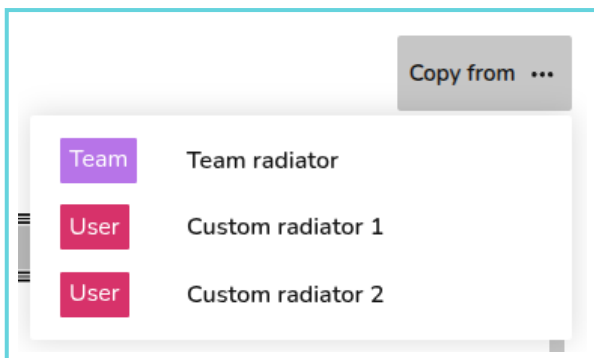 Copy from •••
Team Team radiator
User Custom radiator 1
User Custom radiator 2